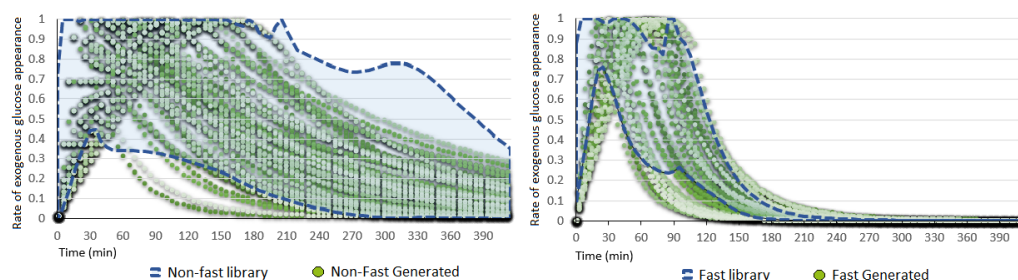 Rate of exogenous glucose appearance
1
0.9
0.8
0.7
0.6
0.5
0.4
0.3
0.2
0.1
0
0 30 60 90 120 150 180 210 240 270 300 330 360 390
Time (min)
Non-fast library Non-Fast Generated
Rate of exogenous glucose appearance
1
0.9
0.8
0.7
0.6
0.5
0.4
0.3
0.2
0.1
0
0 30 60 90 120 150 180 210 240 270 300 330 360 390
Time (min)
Fast library Fast Generated